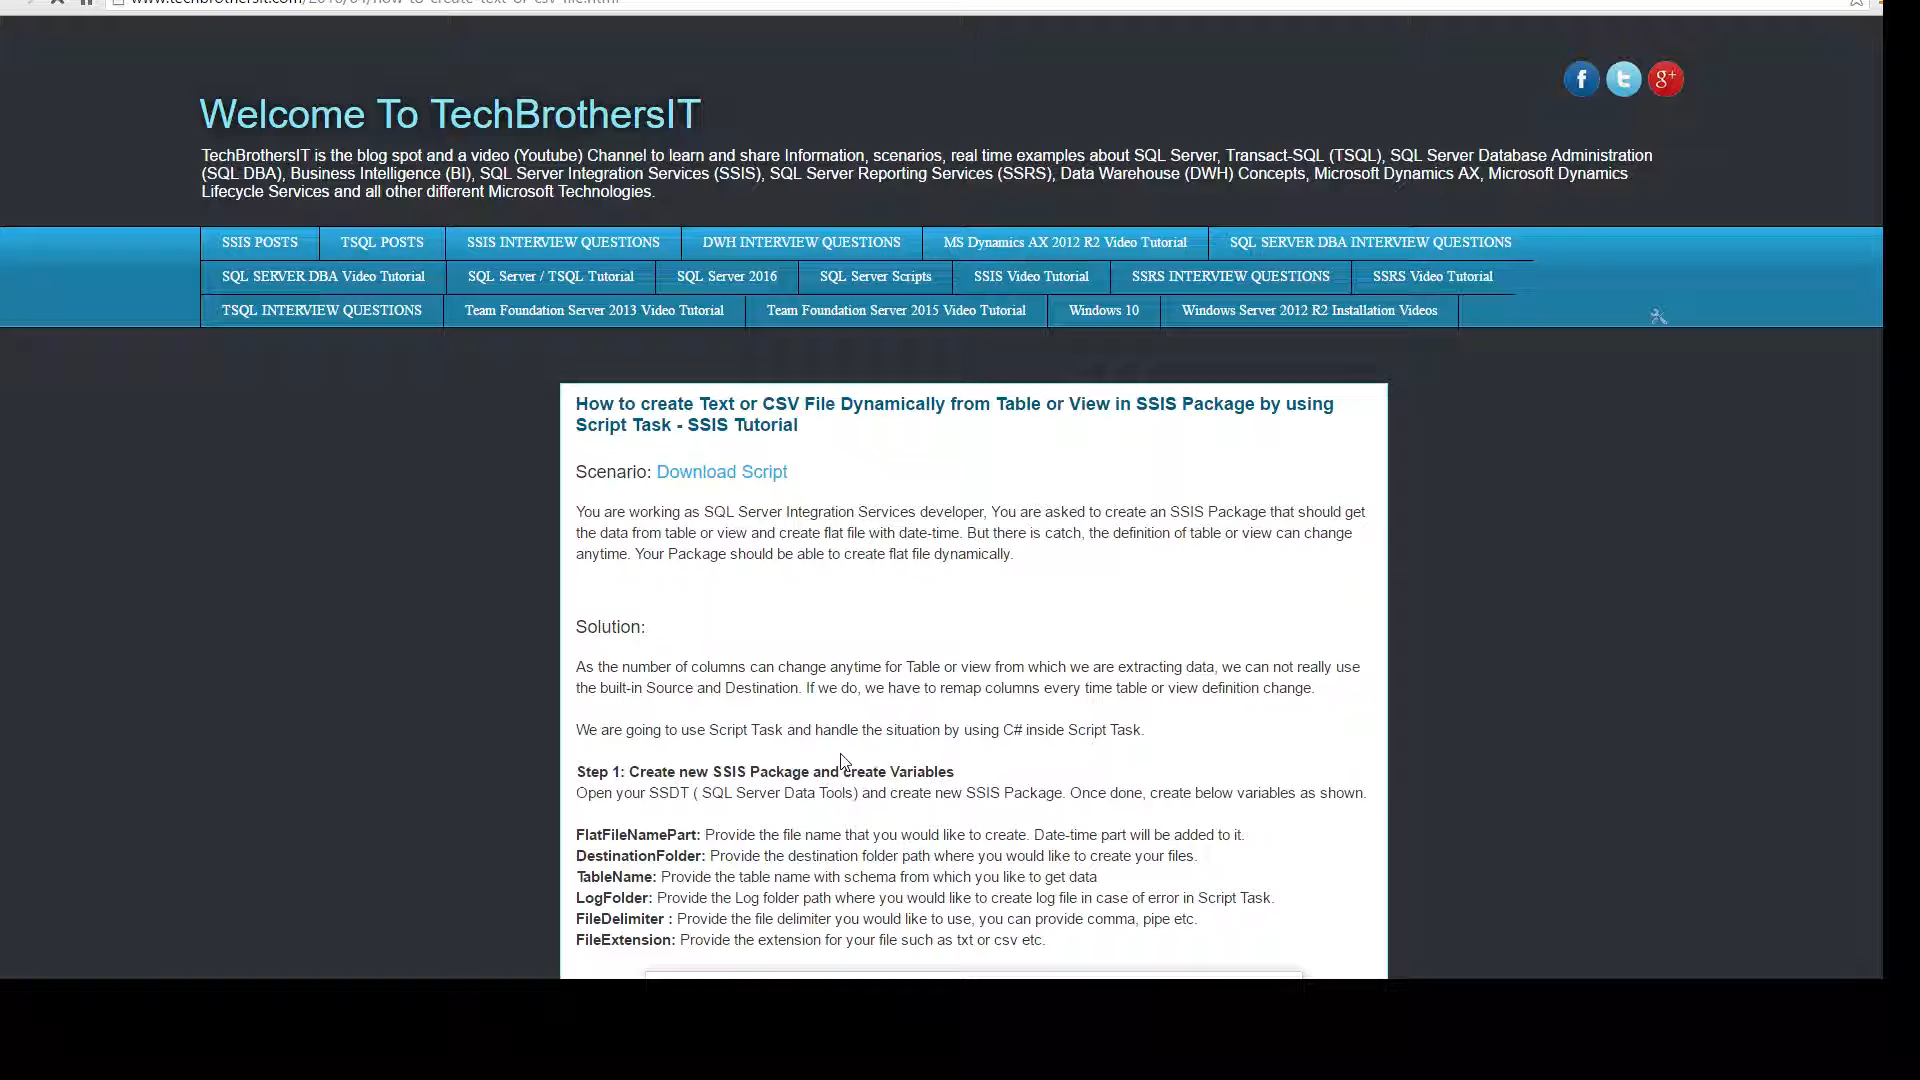 Welcome To TechBrothersIT
TechBrothersIT is the blog spot and a video (Youtube) Channel to learn and share Information, scenarios, real time examples about SQL Server, Transact-SQL (TSQL), SQL Server Database Administration
(SQL DBA), Business Intelligence (BI), SQL Server Integration Services (SSIS), SQL Server Reporting Services (SSRS), Data Warehouse (DWH) Concepts, Microsoft Dynamics AX, Microsoft Dynamics
Lifecycle Services and all other different Microsoft Technologies.
SSIS POSTS TSQL POSTS SSIS INTERVIEW QUESTIONS DWH INTERVIEW QUESTIONS MS Dynamics AX 2012 R2 Video Tutorial SQL SERVER DBA INTERVIEW QUESTIONS
SQL SERVER DBA Video Tutorial SQL Server / TSQL Tutorial SQL Server 2016 SQL Server Scripts SSIS Video Tutorial SSRS INTERVIEW QUESTIONS SSRS Video Tutorial
TSQL INTERVIEW QUESTIONS Team Foundation Server 2013 Video Tutorial Team Foundation Server 2015 Video Tutorial Windows 10 Windows Server 2012 R2 Installation Videos
How to create Text or CSV File Dynamically from Table or View in SSIS Package by using
Script Task - SSIS Tutorial
Scenario: Download Script
You are working as SQL Server Integration Services developer, You are asked to create an SSIS Package that should get
the data from table or view and create flat file with date-time. But there is catch, the definition of table or view can change
anytime. Your Package should be able to create flat file dynamically.
Solution:
As the number of columns can change anytime for Table or view from which we are extracting data, we can not really use
the built-in Source and Destination. If we do, we have to remap columns every time table or view definition change.
We are going to use Script Task and handle the situation by using C# inside Script Task.
Step 1: Create new SSIS Package and create Variables
Open your SSDT ( SQL Server Data Tools) and create new SSIS Package. Once done, create below variables as shown.
FlatFileNamePart: Provide the file name that you would like to create. Date-time part will be added to it.
DestinationFolder: Provide the destination folder path where you would like to create your files.
TableName: Provide the table name with schema from which you like to get data
LogFolder: Provide the Log folder path where you would like to create log file in case of error in Script Task.
FileDelimiter : Provide the file delimiter you would like to use, you can provide comma, pipe etc.
FileExtension: Provide the extension for your file such as txt or csv etc.